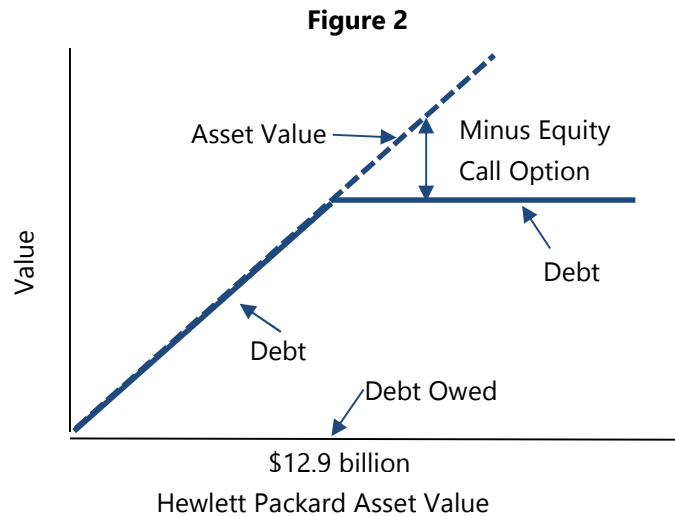 Figure 2
Asset Value
Minus Equity
Call Option
Value
Debt
Debt
Debt Owed
$12.9 billion
Hewlett Packard Asset Value